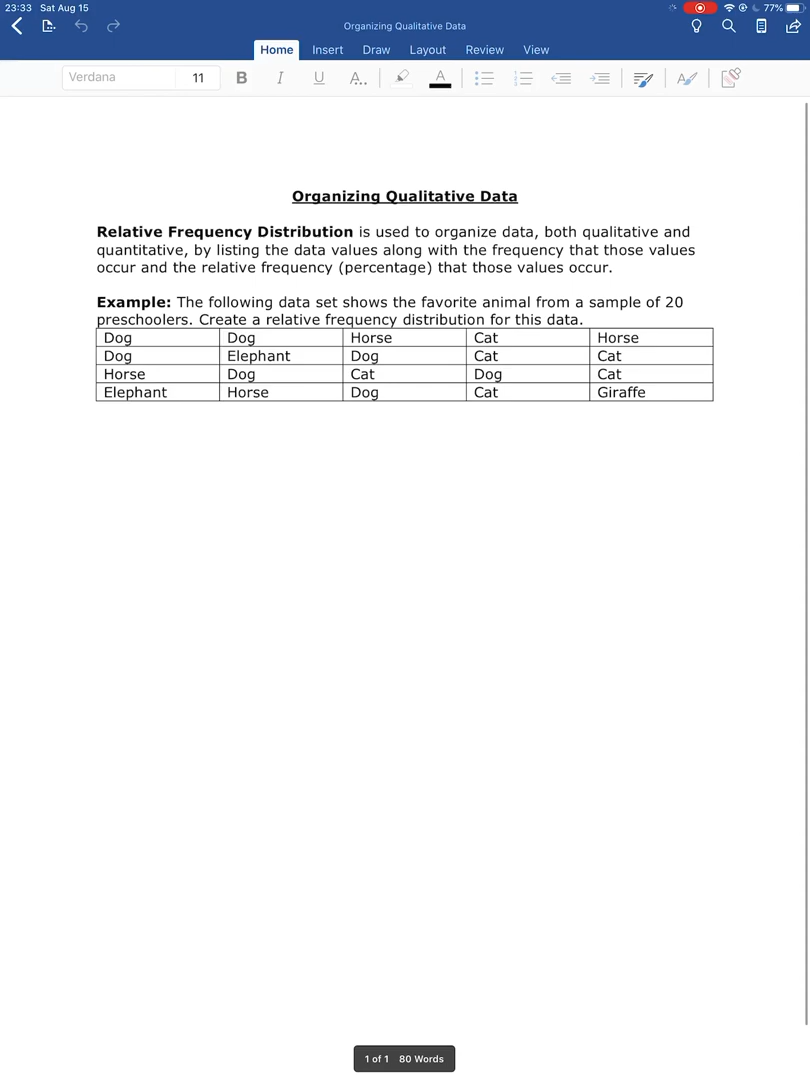 23:33 Sat Aug 15 77%
Organizing Qualitative Data
Home Insert Draw Layout Review View
Verdana 11 B I U A.. A
Organizing Qualitative Data
Relative Frequency Distribution is used to organize data, both qualitative and
quantitative, by listing the data values along with the frequency that those values
occur and the relative frequency (percentage) that those values occur.
Example: The following data set shows the favorite animal from a sample of 20
preschoolers. Create a relative frequency distribution for this data.
Dog Dog Horse Cat Horse
Dog Elephant Dog Cat Cat
Horse Dog Cat Dog Cat
Elephant Horse Dog Cat Giraffe
1 of 1 80 Words